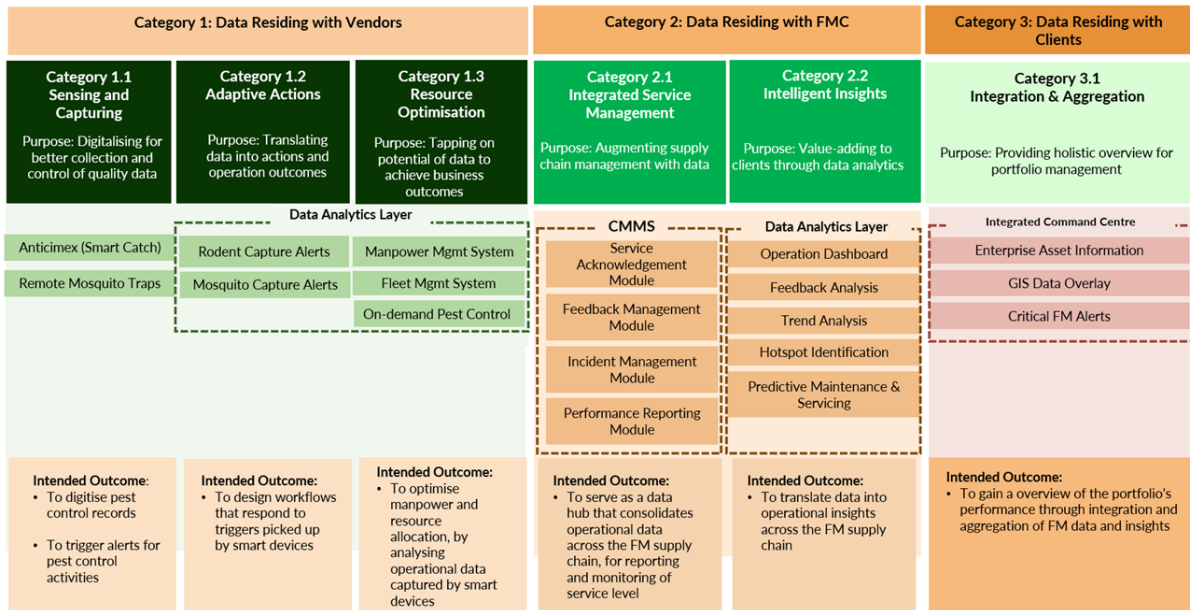 Category 1: Data Residing with Vendors
Category 2: Data Residing with FMC
Category 3: Data Residing with
Clients
Category 1.1
Sensing and
Capturing
Purpose: Digitalising for
better collection and
control of quality data
Category 1.2
Adaptive Actions
Purpose: Translating
data into actions and
operation outcomes
Category 1.3
Resource
Optimisation
Purpose: Tapping on
potential of data to
achieve business
outcomes
Category 2.1
Integrated Service
Management
Purpose: Augmenting supply
chain management with data
Category 2.2
Intelligent Insights
Purpose: Value-adding to
clients through data analytics
Category 3.1
Integration & Aggregation
Purpose: Providing holistic overview for
portfolio management
Data Analytics Layer
Anticimex (Smart Catch)
Remote Mosquito Traps
Rodent Capture Alerts
Mosquito Capture Alerts
Manpower Mgmt System
Fleet Mgmt System
On-demand Pest Control
CMMS
Service
Acknowledgement
Module
Feedback Management
Module
Incident Management
Module
Performance Reporting
Module
Data Analytics Layer
Operation Dashboard
Feedback Analysis
Trend Analysis
Hotspot Identification
Predictive Maintenance &
Servicing
Integrated Command Centre
Enterprise Asset Information
GIS Data Overlay
Critical FM Alerts
Intended Outcome:
• To digitise pest
control records
• To trigger alerts for
pest control
activities
Intended Outcome:
• To design workflows
that respond to
triggers picked up
by smart devices
Intended Outcome:
• To optimise
manpower and
resource
allocation, by
analysing
operational data
captured by smart
devices
Intended Outcome:
• To serve as a data
hub that consolidates
operational data
across the FM supply
chain, for reporting
and monitoring of
service level
Intended Outcome:
• To translate data into
operational insights
across the FM supply
chain
Intended Outcome:
• To gain a overview of the portfolio's
performance through integration and
aggregation of FM data and insights